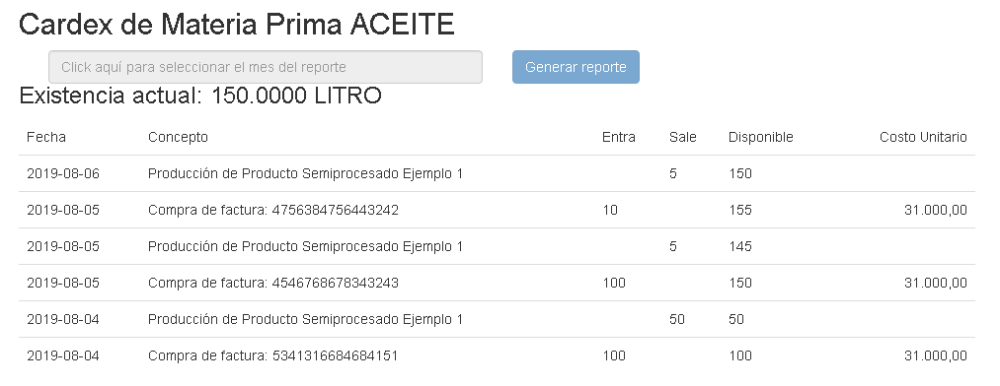 Cardex de Materia Prima ACEITE
Click aquí para seleccionar el mes del reporte Generar reporte
Existencia actual: 150.0000 LITRO
Fecha Concepto Entra Sale Disponible Costo Unitario
2019-08-06 Producción de Producto Semiprocesado Ejemplo 1 5 150
2019-08-05 Compra de factura: 4756384756443242 10 155 31.000,00
2019-08-05 Producción de Producto Semiprocesado Ejemplo 1 5 145
2019-08-05 Compra de factura: 4546768678343243 100 150 31.000,00
2019-08-04 Producción de Producto Semiprocesado Ejemplo 1 50 50
2019-08-04 Compra de factura: 5341316684684151 100 100 31.000,00